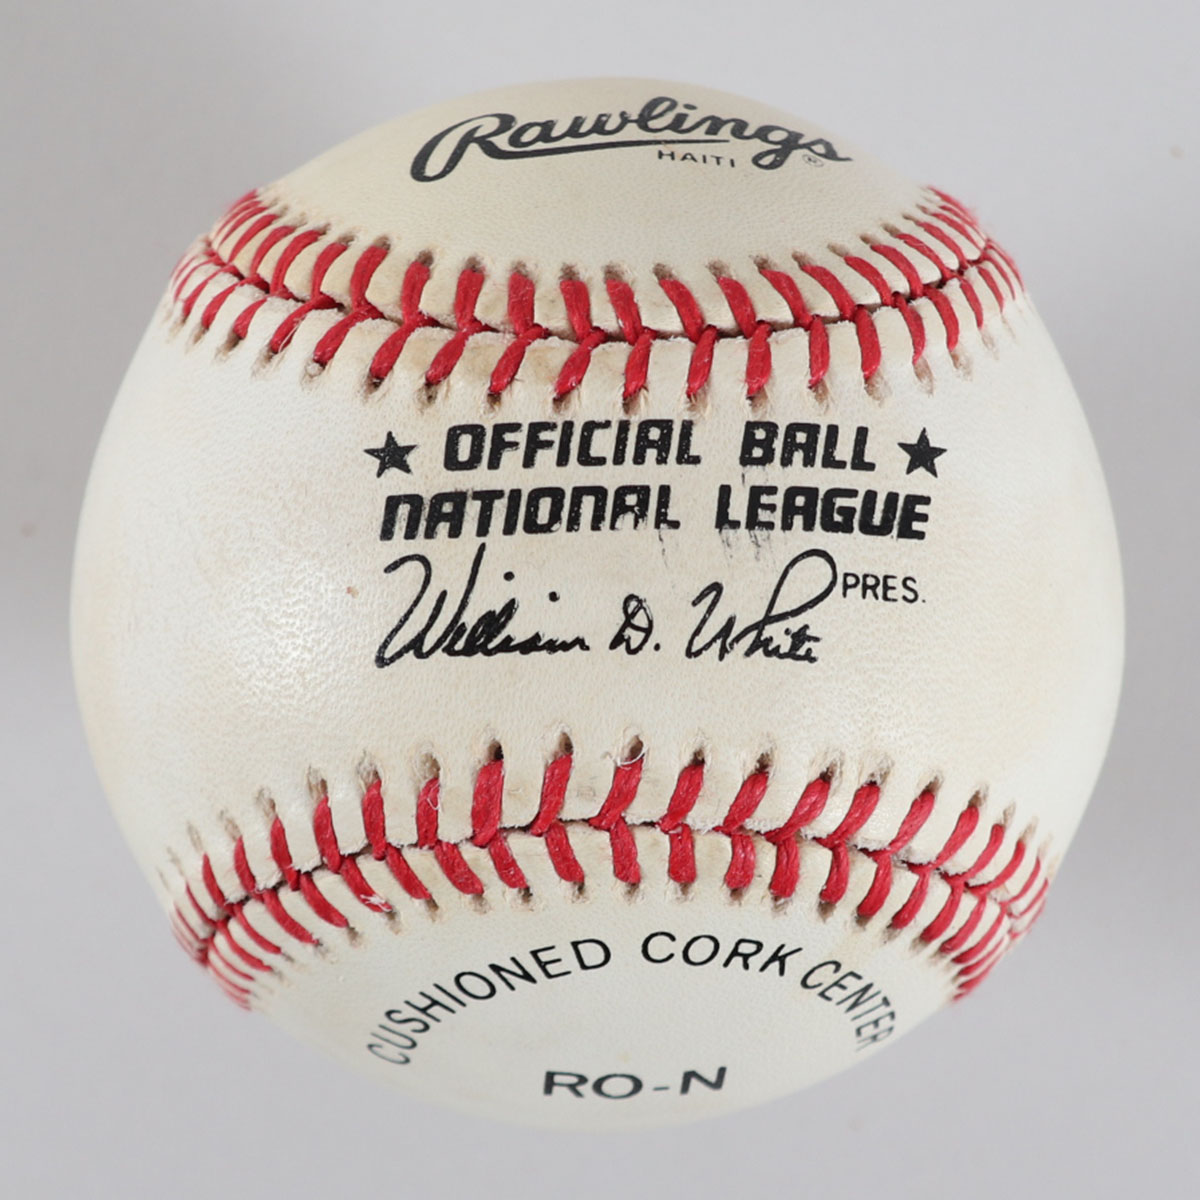 Rawlings®
HAITI
★ OFFICIAL BALL ★
NATIONAL LEAGUE
William D. White PRES.
CUSHIONED CORK CENTER
RO-N